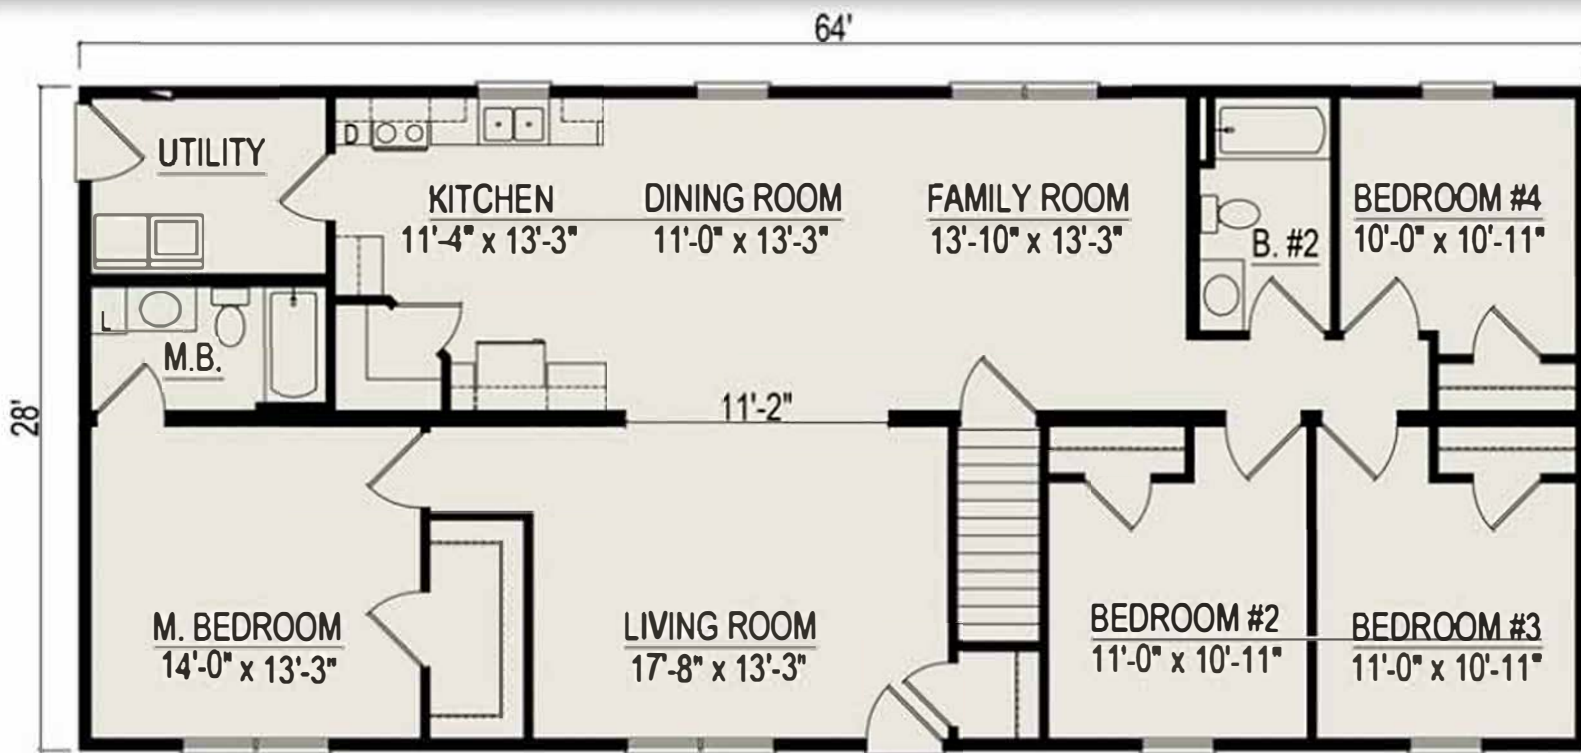 64'
28'
UTILITY
D
KITCHEN
11'-4" x 13'-3"
DINING ROOM
11'-0" x 13'-3"
FAMILY ROOM
13'-10" x 13'-3"
B. #2
BEDROOM #4
10'-0" x 10'-11"
L
M.B.
11'-2"
M. BEDROOM
14'-0" x 13'-3"
LIVING ROOM
17'-8" x 13'-3"
BEDROOM #2
11'-0" x 10'-11"
BEDROOM #3
11'-0" x 10'-11"